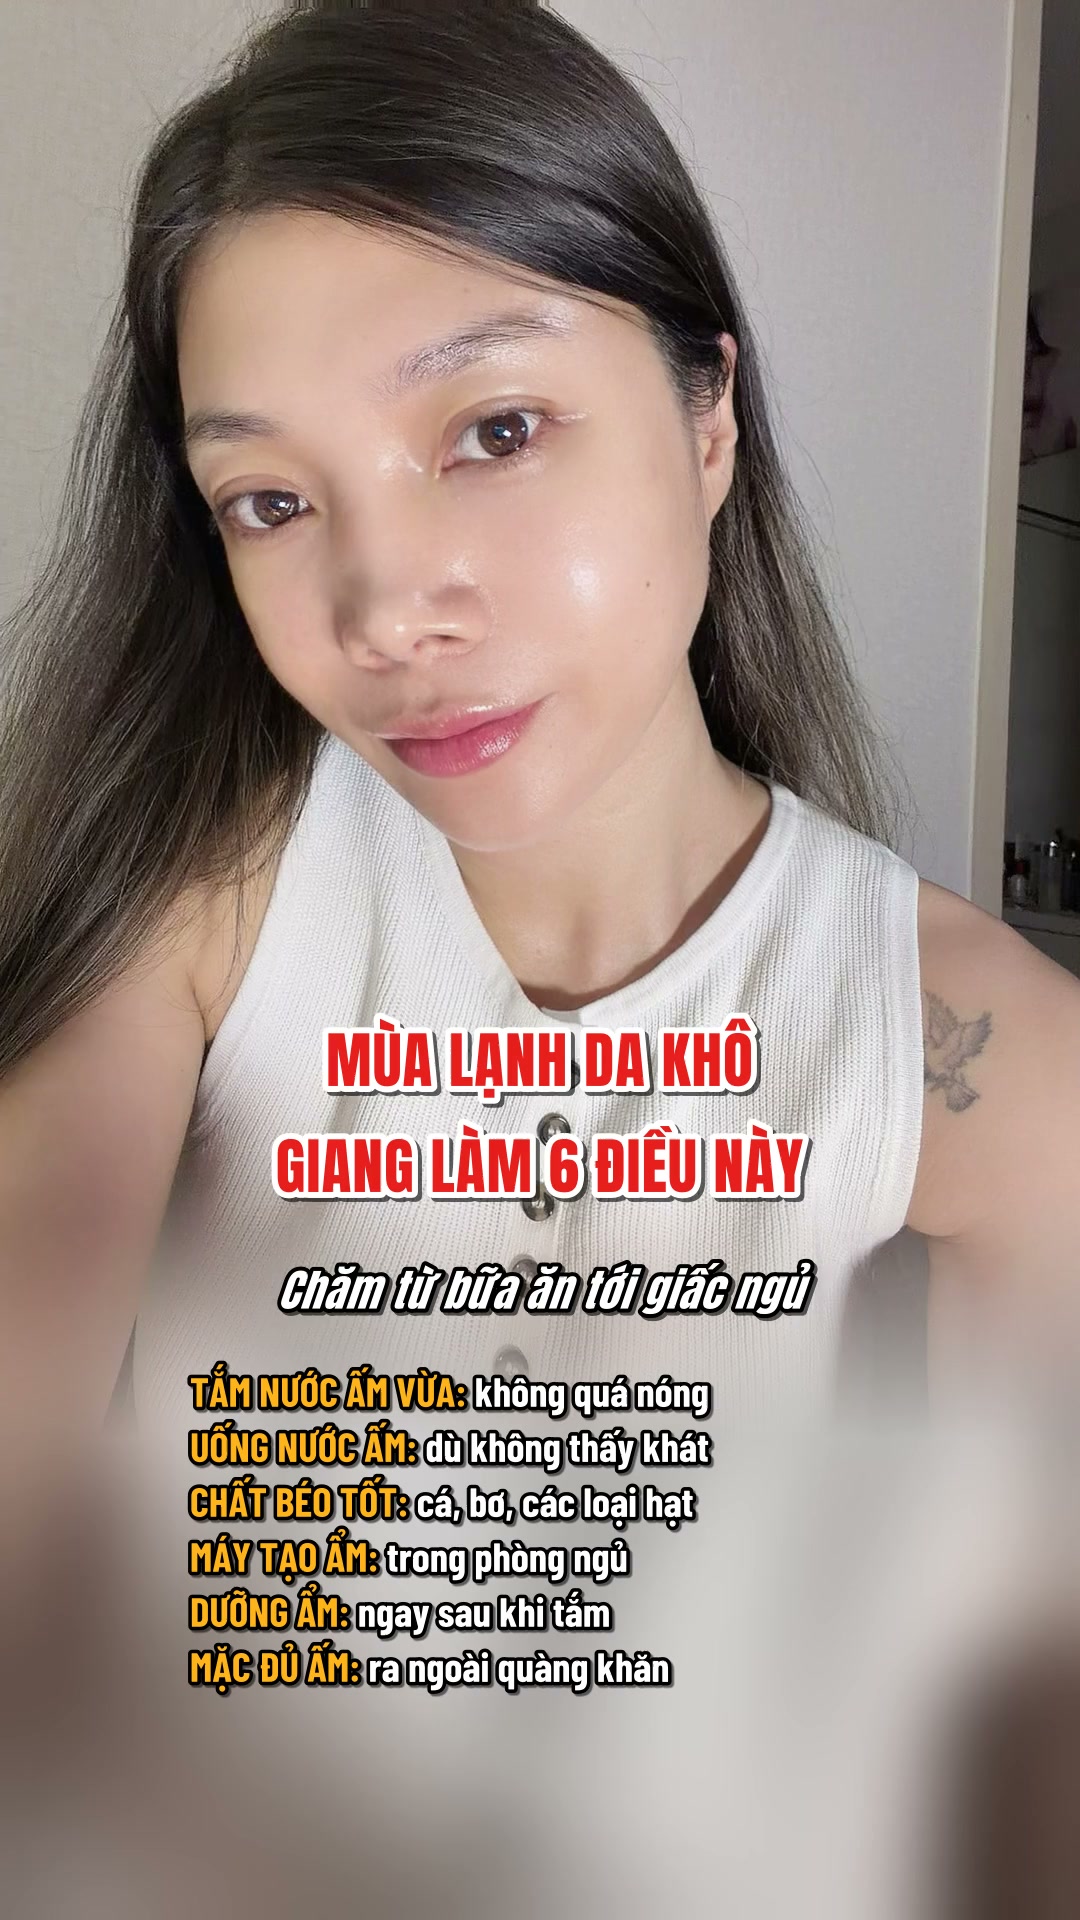 MÙA LẠNH DA KHÔ
GIANG LÀM 6 ĐIỀU NÀY
Chăm từ bữa ăn tới giấc ngủ
TẮM NƯỚC ẤM VỪA: không quá nóng
UỐNG NƯỚC ẤM: dù không thấy khát
CHẤT BÉO TỐT: cá, bơ, các loại hạt
MÁY TẠO ẨM: trong phòng ngủ
DƯỠNG ẨM: ngay sau khi tắm
MẶC ĐỦ ẤM: ra ngoài quàng khăn